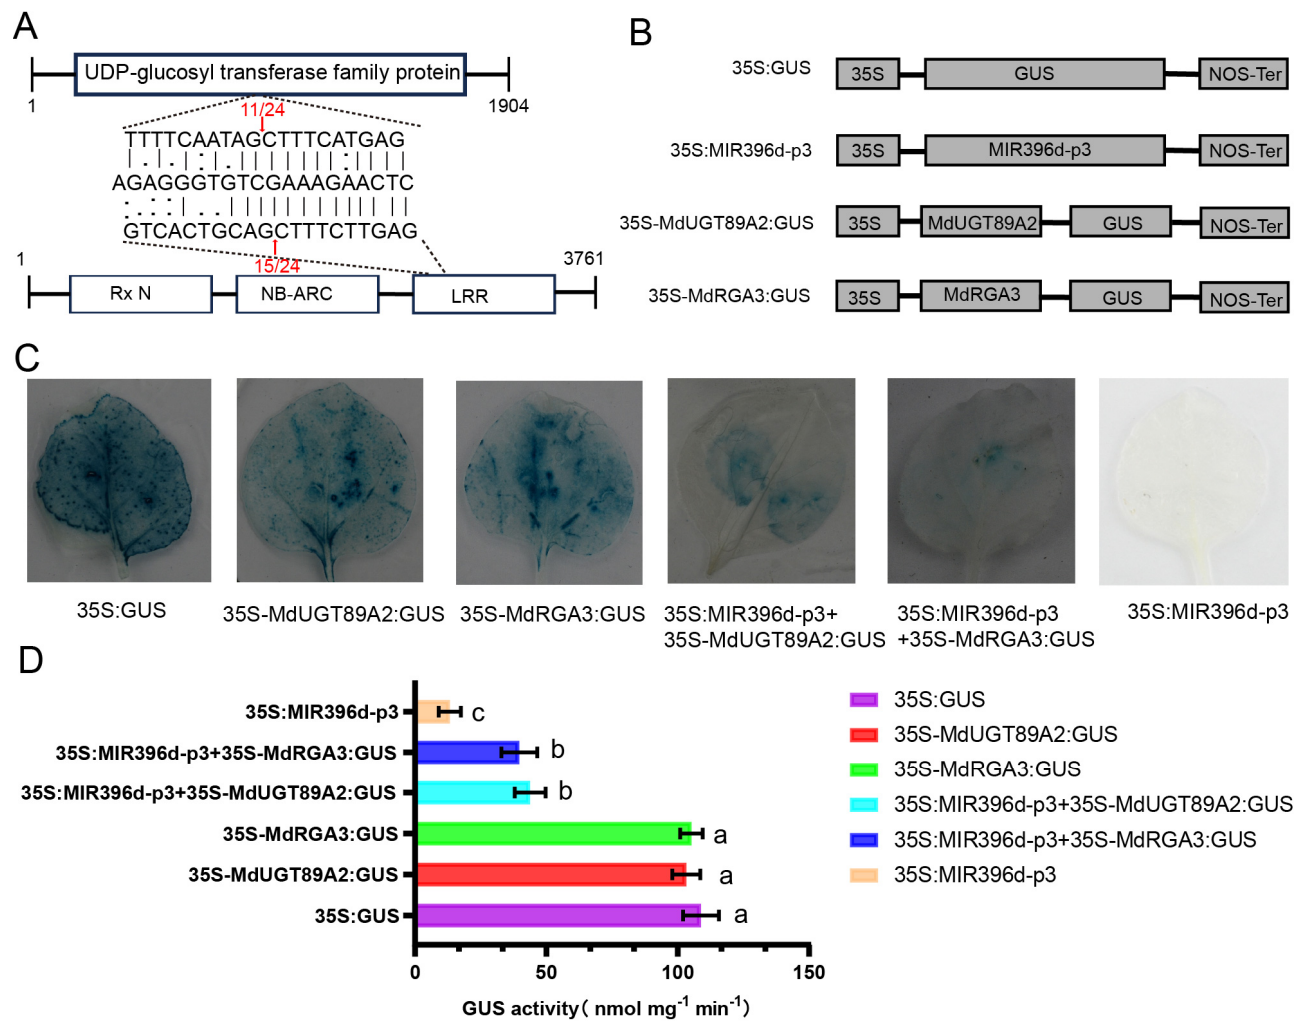 A
UDP-glucosyl transferase family protein
1
1904
11/24
TTTTCAATAGCTTTCATGAG
AGAGGGTGTCGAAAGAACTC
GTCACTGCAGCTTTCTTGAG
15/24
1
3761
Rx N
NB-ARC
LRR
B
35S:GUS
35S
GUS
NOS-Ter
35S:MIR396d-p3
35S
MIR396d-p3
NOS-Ter
35S-MdUGT89A2:GUS
35S
MdUGT89A2
GUS
NOS-Ter
35S-MdRGA3:GUS
35S
MdRGA3
GUS
NOS-Ter
C
35S:GUS
35S-MdUGT89A2:GUS
35S-MdRGA3:GUS
35S:MIR396d-p3+
35S-MdUGT89A2:GUS
35S:MIR396d-p3
+35S-MdRGA3:GUS
35S:MIR396d-p3
D
35S:MIR396d-p3
c
35S:MIR396d-p3+35S-MdRGA3:GUS
b
35S:MIR396d-p3+35S-MdUGT89A2:GUS
b
35S-MdRGA3:GUS
a
35S-MdUGT89A2:GUS
a
35S:GUS
a
0
50
100
150
GUS activity( nmol mg⁻¹ min⁻¹)
35S:GUS
35S-MdUGT89A2:GUS
35S-MdRGA3:GUS
35S:MIR396d-p3+35S-MdUGT89A2:GUS
35S:MIR396d-p3+35S-MdRGA3:GUS
35S:MIR396d-p3